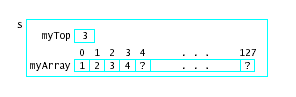 s
myTop 3
0 1 2 3 4 . . . 127
myArray 1 2 3 4 ? . . . ?